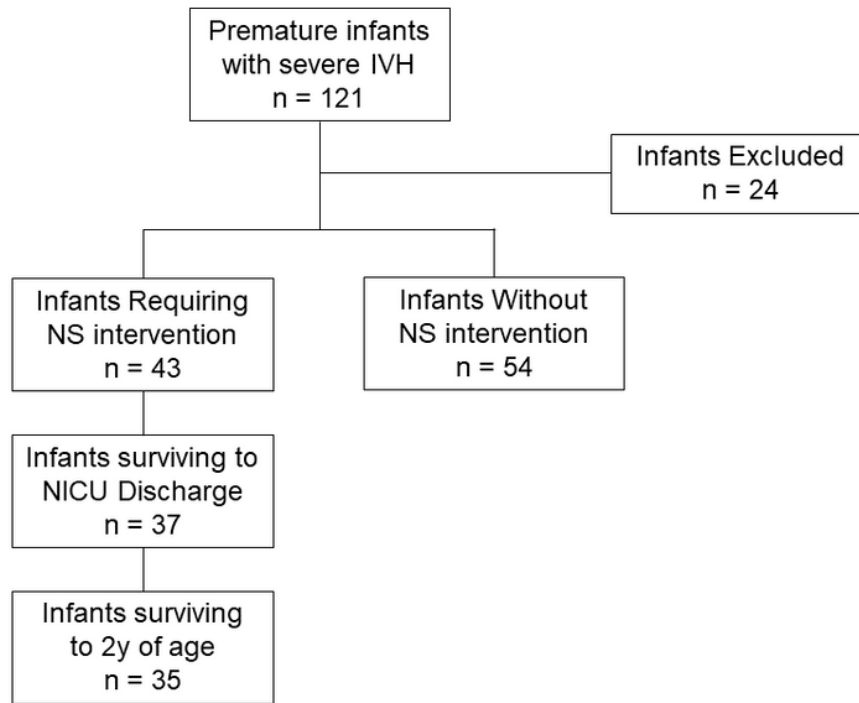 Premature infants
with severe IVH
n = 121
Infants Excluded
n = 24
Infants Requiring
NS intervention
n = 43
Infants Without
NS intervention
n = 54
Infants surviving to
NICU Discharge
n = 37
Infants surviving
to 2y of age
n = 35